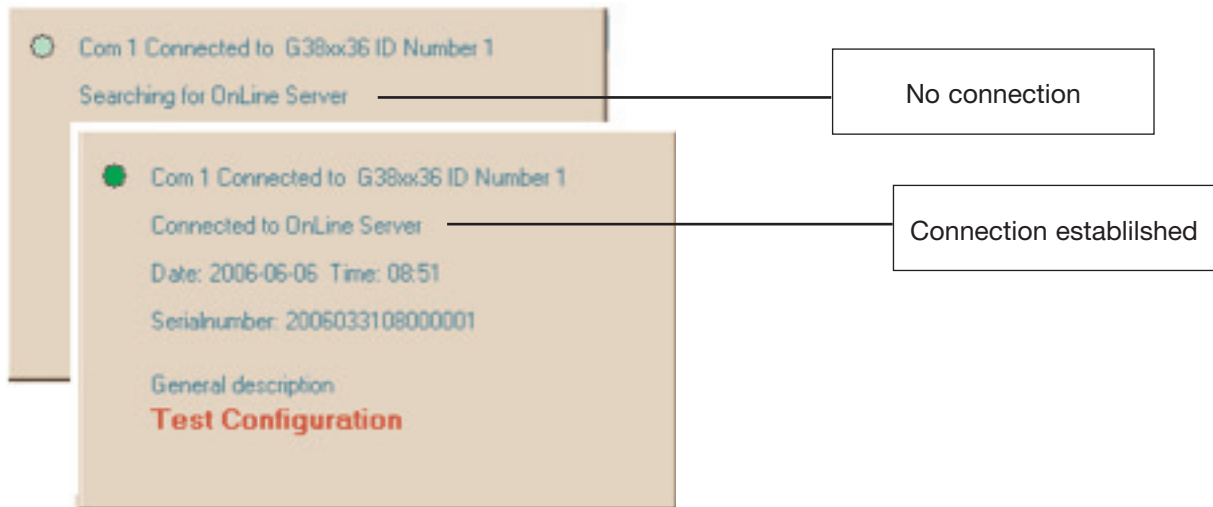 Com 1 Connected to G38xx36 ID Number 1
Searching for OnLine Server
No connection
Com 1 Connected to G38xx36 ID Number 1
Connected to OnLine Server
Connection establilshed
Date: 2006-06-06 Time: 08:51
Serialnumber: 2006033108000001
General description
Test Configuration